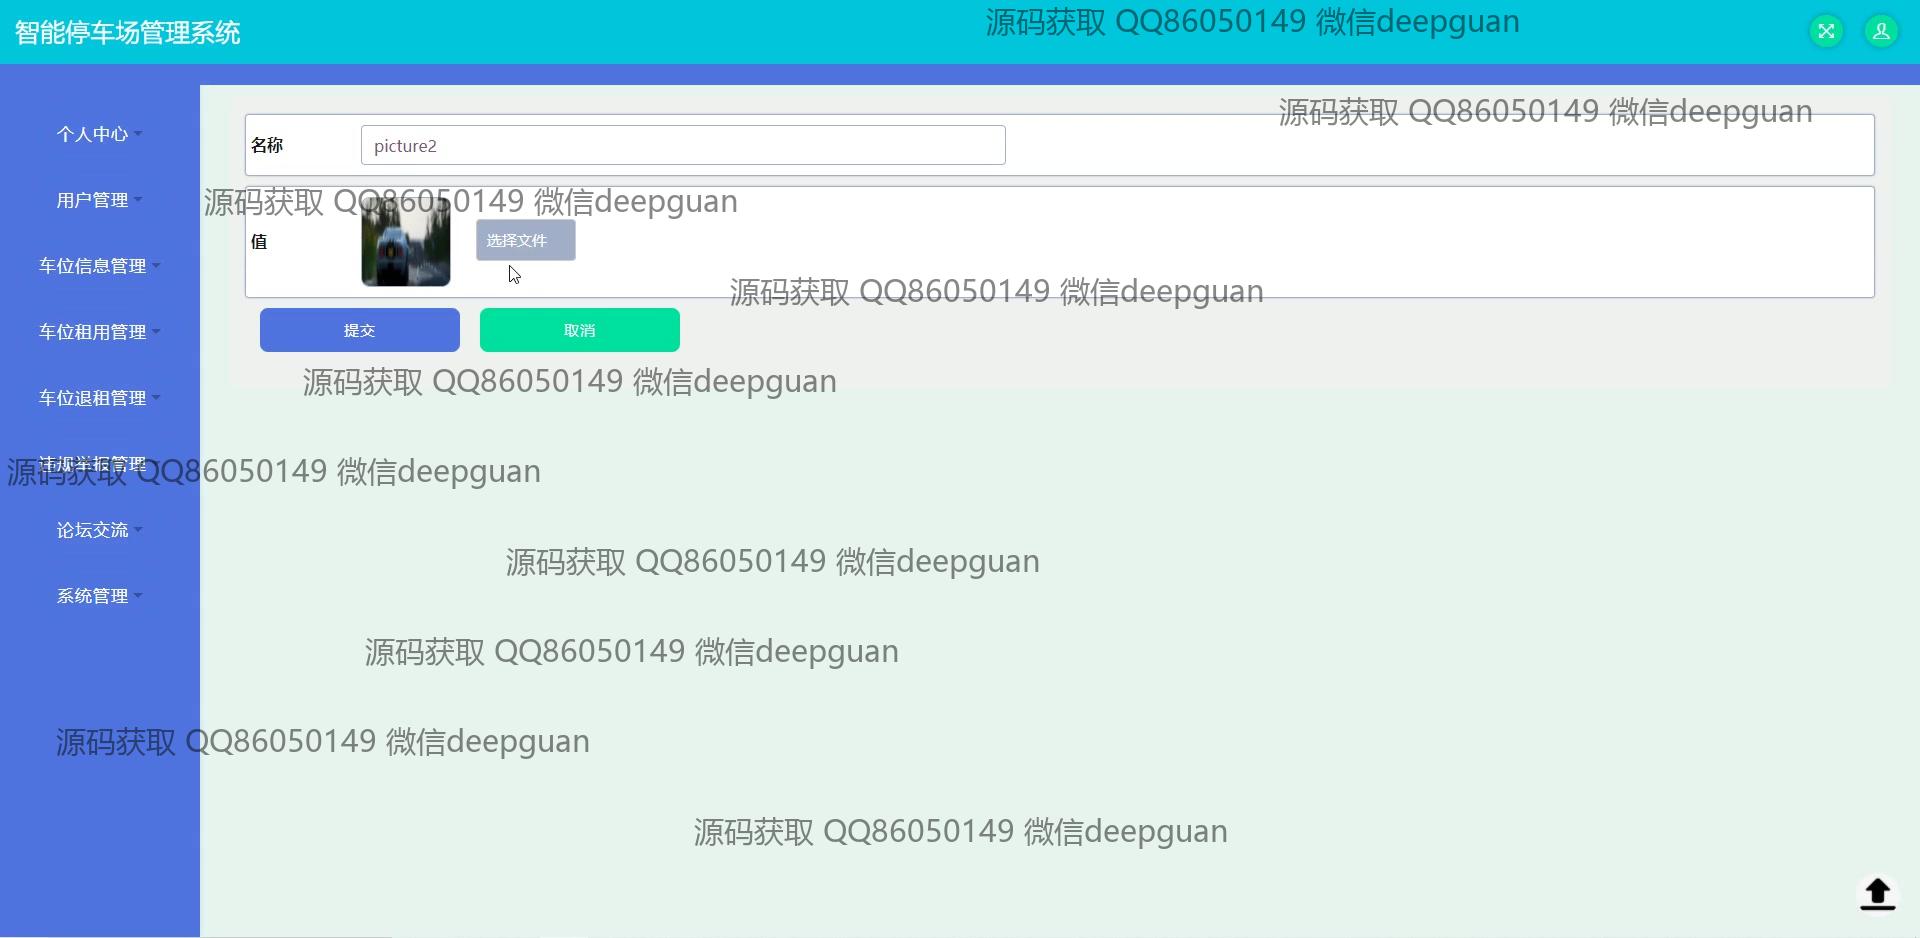 智能停车场管理系统
源码获取 QQ86050149 微信deepguan
源码获取 QQ86050149 微信deepguan
个人中心
名称
picture2
用户管理
源码获取 QQ86050149 微信deepguan
值
选择文件
车位信息管理
源码获取 QQ86050149 微信deepguan
车位租用管理
提交
取消
源码获取 QQ86050149 微信deepguan
车位退租管理
违规举报管理
源码获取 QQ86050149 微信deepguan
论坛交流
源码获取 QQ86050149 微信deepguan
系统管理
源码获取 QQ86050149 微信deepguan
源码获取 QQ86050149 微信deepguan
源码获取 QQ86050149 微信deepguan